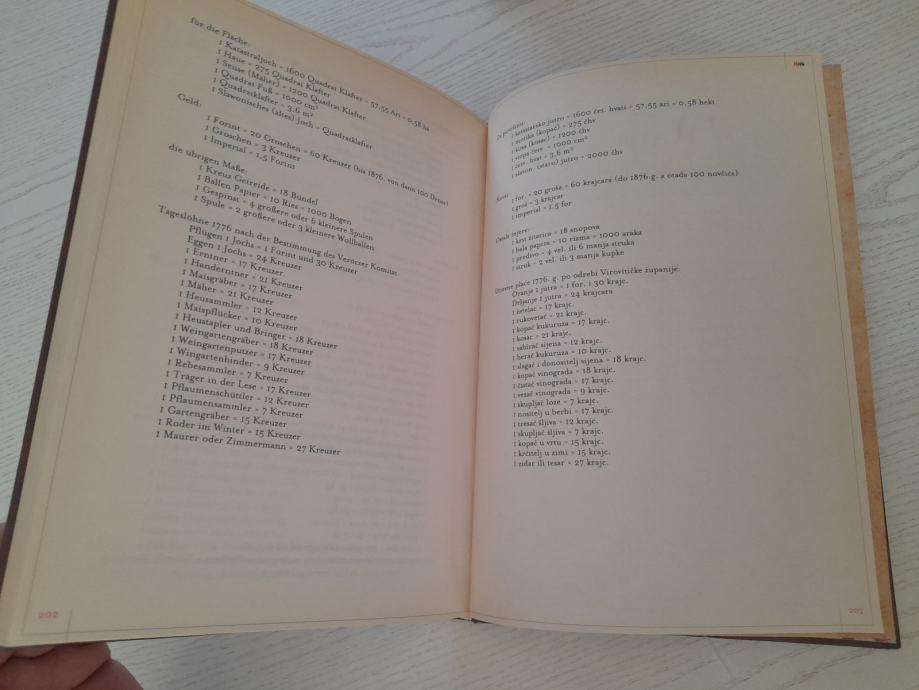 für die Fläche:
1 Katastraljoch = 1600 Quadrat Klafter = 57.55 Ari = 0,58 ha
1 Haue = 275 Quadrat Klafter
1 Sense (Mäher) = 1200 Quadrat Klafter
1 Quadrat Fuß = 1000 cm²
1 Quadratklafter = 3,6 m²
1 Slawonisches (altes) Joch = Quadratklafter
Geld:
1 Forint = 20 Groschen = 60 Kreuzer (bis 1876, von dann 100 Denar)
1 Groschen = 3 Kreuzer
1 Imperial = 1,5 Forint
die übrigen Maße:
1 Kreus Getreide = 18 Bündel
1 Ballen Papier = 10 Ries = 1000 Bogen
1 Gespinst = 4 größere oder 6 kleinere Spulen
1 Spule = 2 größere oder 3 kleinere Wollballen
Tageslöhne 1776 nach der Bestimmung des Verőczer Komitat:
Pflügen 1 Jochs = 1 Forint und 30 Kreuzer
Eggen 1 Jochs = 24 Kreuzer
1 Erntner = 17 Kreuzer
1 Handerntner = 21 Kreuzer
1 Maisgräber = 17 Kreuzer
1 Mäher = 21 Kreuzer
1 Heusammler = 12 Kreuzer
1 Maispflücker = 10 Kreuzer
1 Heustapler und Bringer = 18 Kreuzer
1 Weingartengräber = 18 Kreuzer
1 Weingartenputzer = 17 Kreuzer
1 Wingartenbinder = 9 Kreuzer
1 Rebesammler = 7 Kreuzer
1 Träger in der Lese = 17 Kreuzer
1 Pflaumenschüttler = 12 Kreuzer
1 Pflaumensammler = 7 Kreuzer
1 Gartengräber = 15 Kreuzer
1 Roder im Winter = 15 Kreuzer
1 Maurer oder Zimmermann = 27 Kreuzer
202
Za površinu:
1 katastarsko jutro = 1600 čet. hvati = 57.55 ari = 0,58 hekt
1 motika (kopač) = 275 čhv
1 kosa (kosac) = 1200 čhv
1 stopa četv. = 1000 cm²
1 četv. hvat = 3,6 m²
1 slavon. (staro) jutro = 2000 čhv
Novac:
1 for. = 20 groša = 60 krajcara (do 1876.g. a otada 100 novčića)
1 groš = 3 krajcar
1 imperial = 1.5 for
Ostale mjere:
1 krst žitarica = 18 snopova
1 bala papira = 10 rizma = 1000 araka
1 predivo = 4 vel. ili 6 manja struka
1 struk = 2 vel. ili 3 manja kupke
Dnevne plaće 1776. g. po odrebi Virovitičke županije:
Oranje 1 jutra = 1 for. i 30 krajc.
Drljenje 1 jutra = 24 krajcara
1 žetelac = 17 krajc.
1 rukovetač = 21 krajc.
1 kopač kukuruza = 17 krajc.
1 kosac = 21 krajc.
1 sabirač sijena = 12 krajc.
1 berač kukuruza = 10 krajc.
1 slagač i donositelj sijena = 18 krajc.
1 kopač vinograda = 18 krajc.
1 čistač vinograda = 17 krajc.
1 vezač vinograda = 9 krajc.
1 skupljač loze = 7 krajc.
1 nositelj u berbi = 17 krajc.
1 tresač šljiva = 12 krajc.
1 skupljač šljiva = 7 krajc.
1 kopač u vrtu = 15 krajc.
1 krčitelj u zimi = 15 krajc.
1 zidar ili tesar = 27 krajc.
203